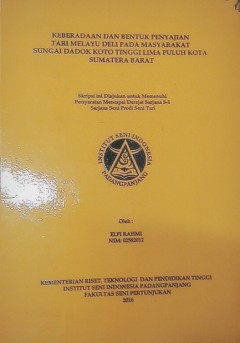 KEBERADAAN DAN BENTUK PENYAJIAN
TARI MELAYU DELI PADA MASYARAKAT
SUNGAI DADOK KOTO TINGGI LIMA PULUH KOTA
SUMATERA BARAT
Skripsi ini Diajukan untuk Memenuhi
Persyaratan Mencapai Derajat Sarjana S-1
Sarjana Seni Prodi Seni Tari
INSTITUT SENI INDONESIA
PADANGPANJANG
Oleh :
ELFI RAHMI
NIM:
KEMENTERIAN RISET, TEKNOLOGI DAN PENDIDIKAN TINGGI
INSTITUT SENI INDONESIA PADANGPANJANG
FAKULTAS SENI PERTUNJUKAN
2016